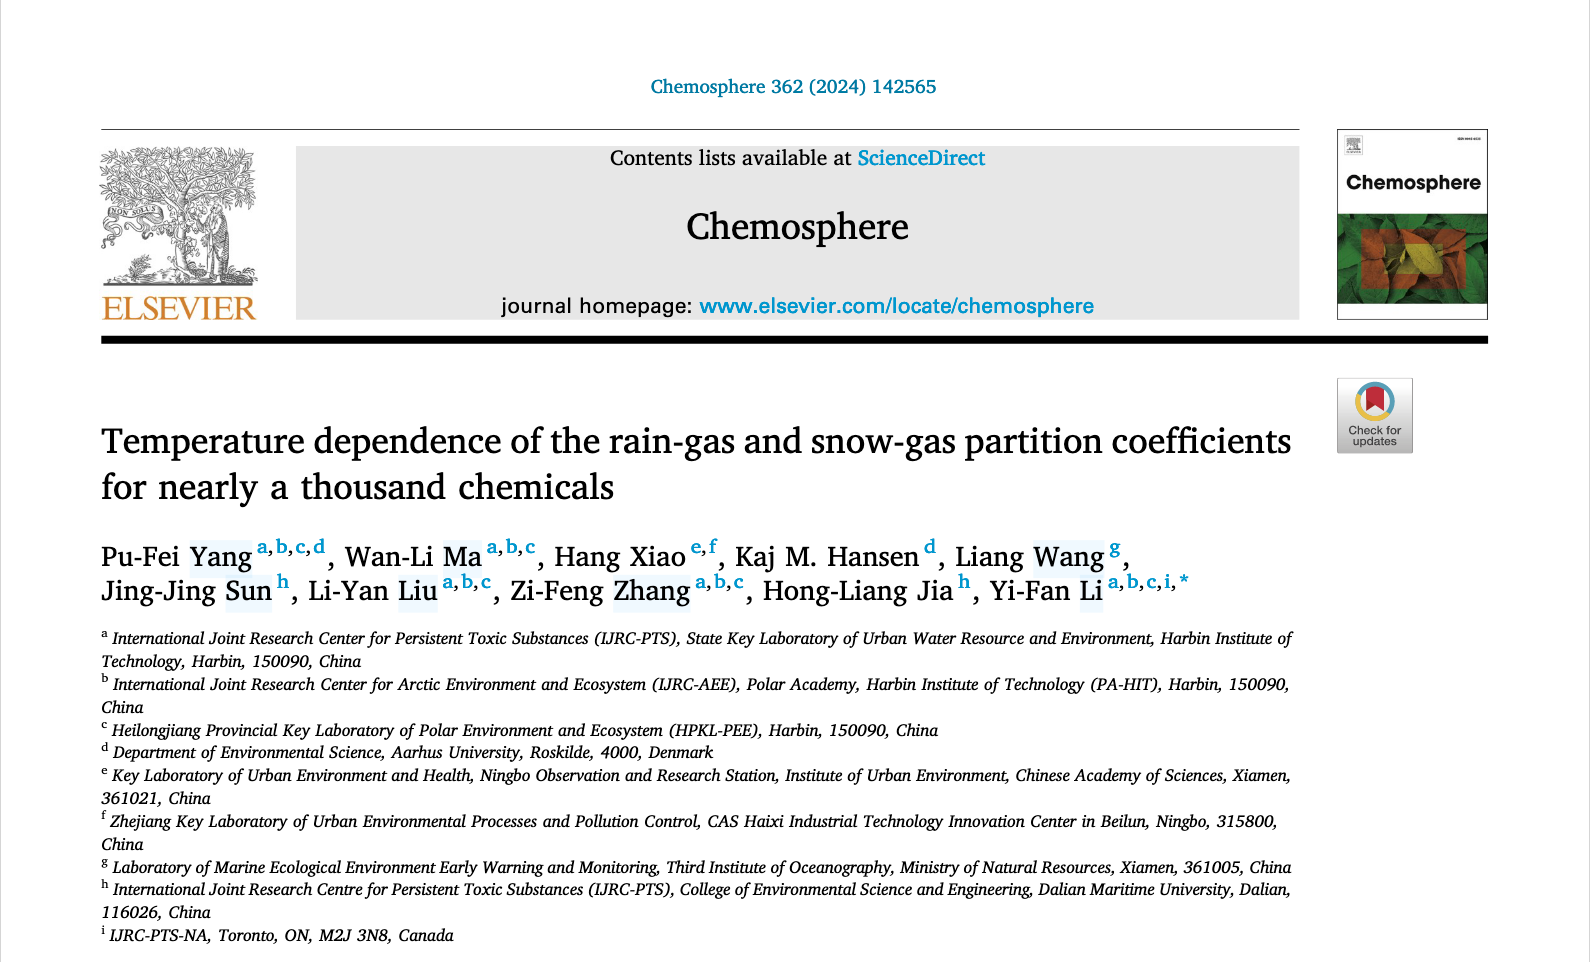 Chemosphere 362 (2024) 142565
Contents lists available at ScienceDirect
Chemosphere
journal homepage: www.elsevier.com/locate/chemosphere
NON SOLUS
ELSEVIER
Chemosphere
Check for
updates
Temperature dependence of the rain-gas and snow-gas partition coefficients
for nearly a thousand chemicals
Pu-Fei Yang a,b,c,d, Wan-Li Ma a,b,c, Hang Xiao e,f, Kaj M. Hansen d, Liang Wang g,
Jing-Jing Sun h, Li-Yan Liu a,b,c, Zi-Feng Zhang a,b,c, Hong-Liang Jia h, Yi-Fan Li a,b,c,i,*
a International Joint Research Center for Persistent Toxic Substances (IJRC-PTS), State Key Laboratory of Urban Water Resource and Environment, Harbin Institute of
Technology, Harbin, 150090, China
b International Joint Research Center for Arctic Environment and Ecosystem (IJRC-AEE), Polar Academy, Harbin Institute of Technology (PA-HIT), Harbin, 150090,
China
c Heilongjiang Provincial Key Laboratory of Polar Environment and Ecosystem (HPKL-PEE), Harbin, 150090, China
d Department of Environmental Science, Aarhus University, Roskilde, 4000, Denmark
e Key Laboratory of Urban Environment and Health, Ningbo Observation and Research Station, Institute of Urban Environment, Chinese Academy of Sciences, Xiamen,
361021, China
f Zhejiang Key Laboratory of Urban Environmental Processes and Pollution Control, CAS Haixi Industrial Technology Innovation Center in Beilun, Ningbo, 315800,
China
g Laboratory of Marine Ecological Environment Early Warning and Monitoring, Third Institute of Oceanography, Ministry of Natural Resources, Xiamen, 361005, China
h International Joint Research Centre for Persistent Toxic Substances (IJRC-PTS), College of Environmental Science and Engineering, Dalian Maritime University, Dalian,
116026, China
i IJRC-PTS-NA, Toronto, ON, M2J 3N8, Canada